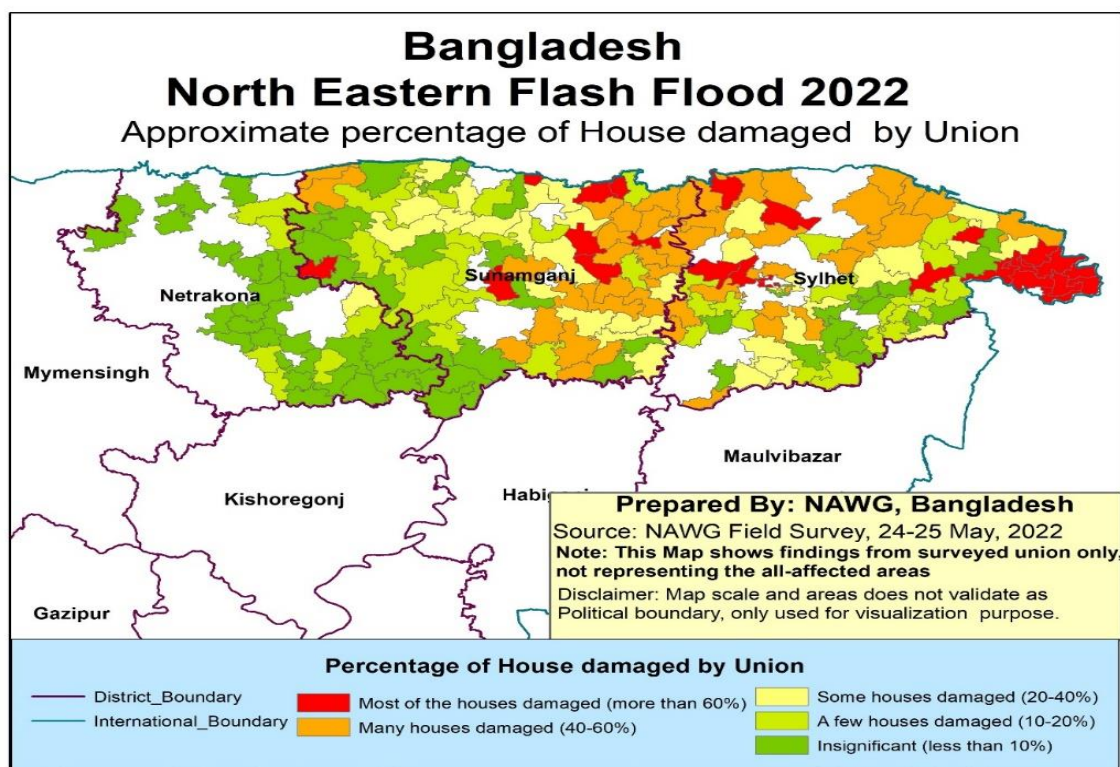 Bangladesh
North Eastern Flash Flood 2022
Approximate percentage of House damaged by Union
Sunamganj
Sylhet
Netrakona
Mymensingh
Maulvibazar
Kishoregonj
Gazipur
Prepared By: NAWG, Bangladesh
Source: NAWG Field Survey, 24-25 May, 2022
Note: This Map shows findings from surveyed union only,
not representing the all-affected areas
Disclaimer: Map scale and areas does not validate as
Political boundary, only used for visualization purpose.
Percentage of House damaged by Union
District_Boundary
International_Boundary
Most of the houses damaged (more than 60%)
Many houses damaged (40-60%)
Some houses damaged (20-40%)
A few houses damaged (10-20%)
Insignificant (less than 10%)